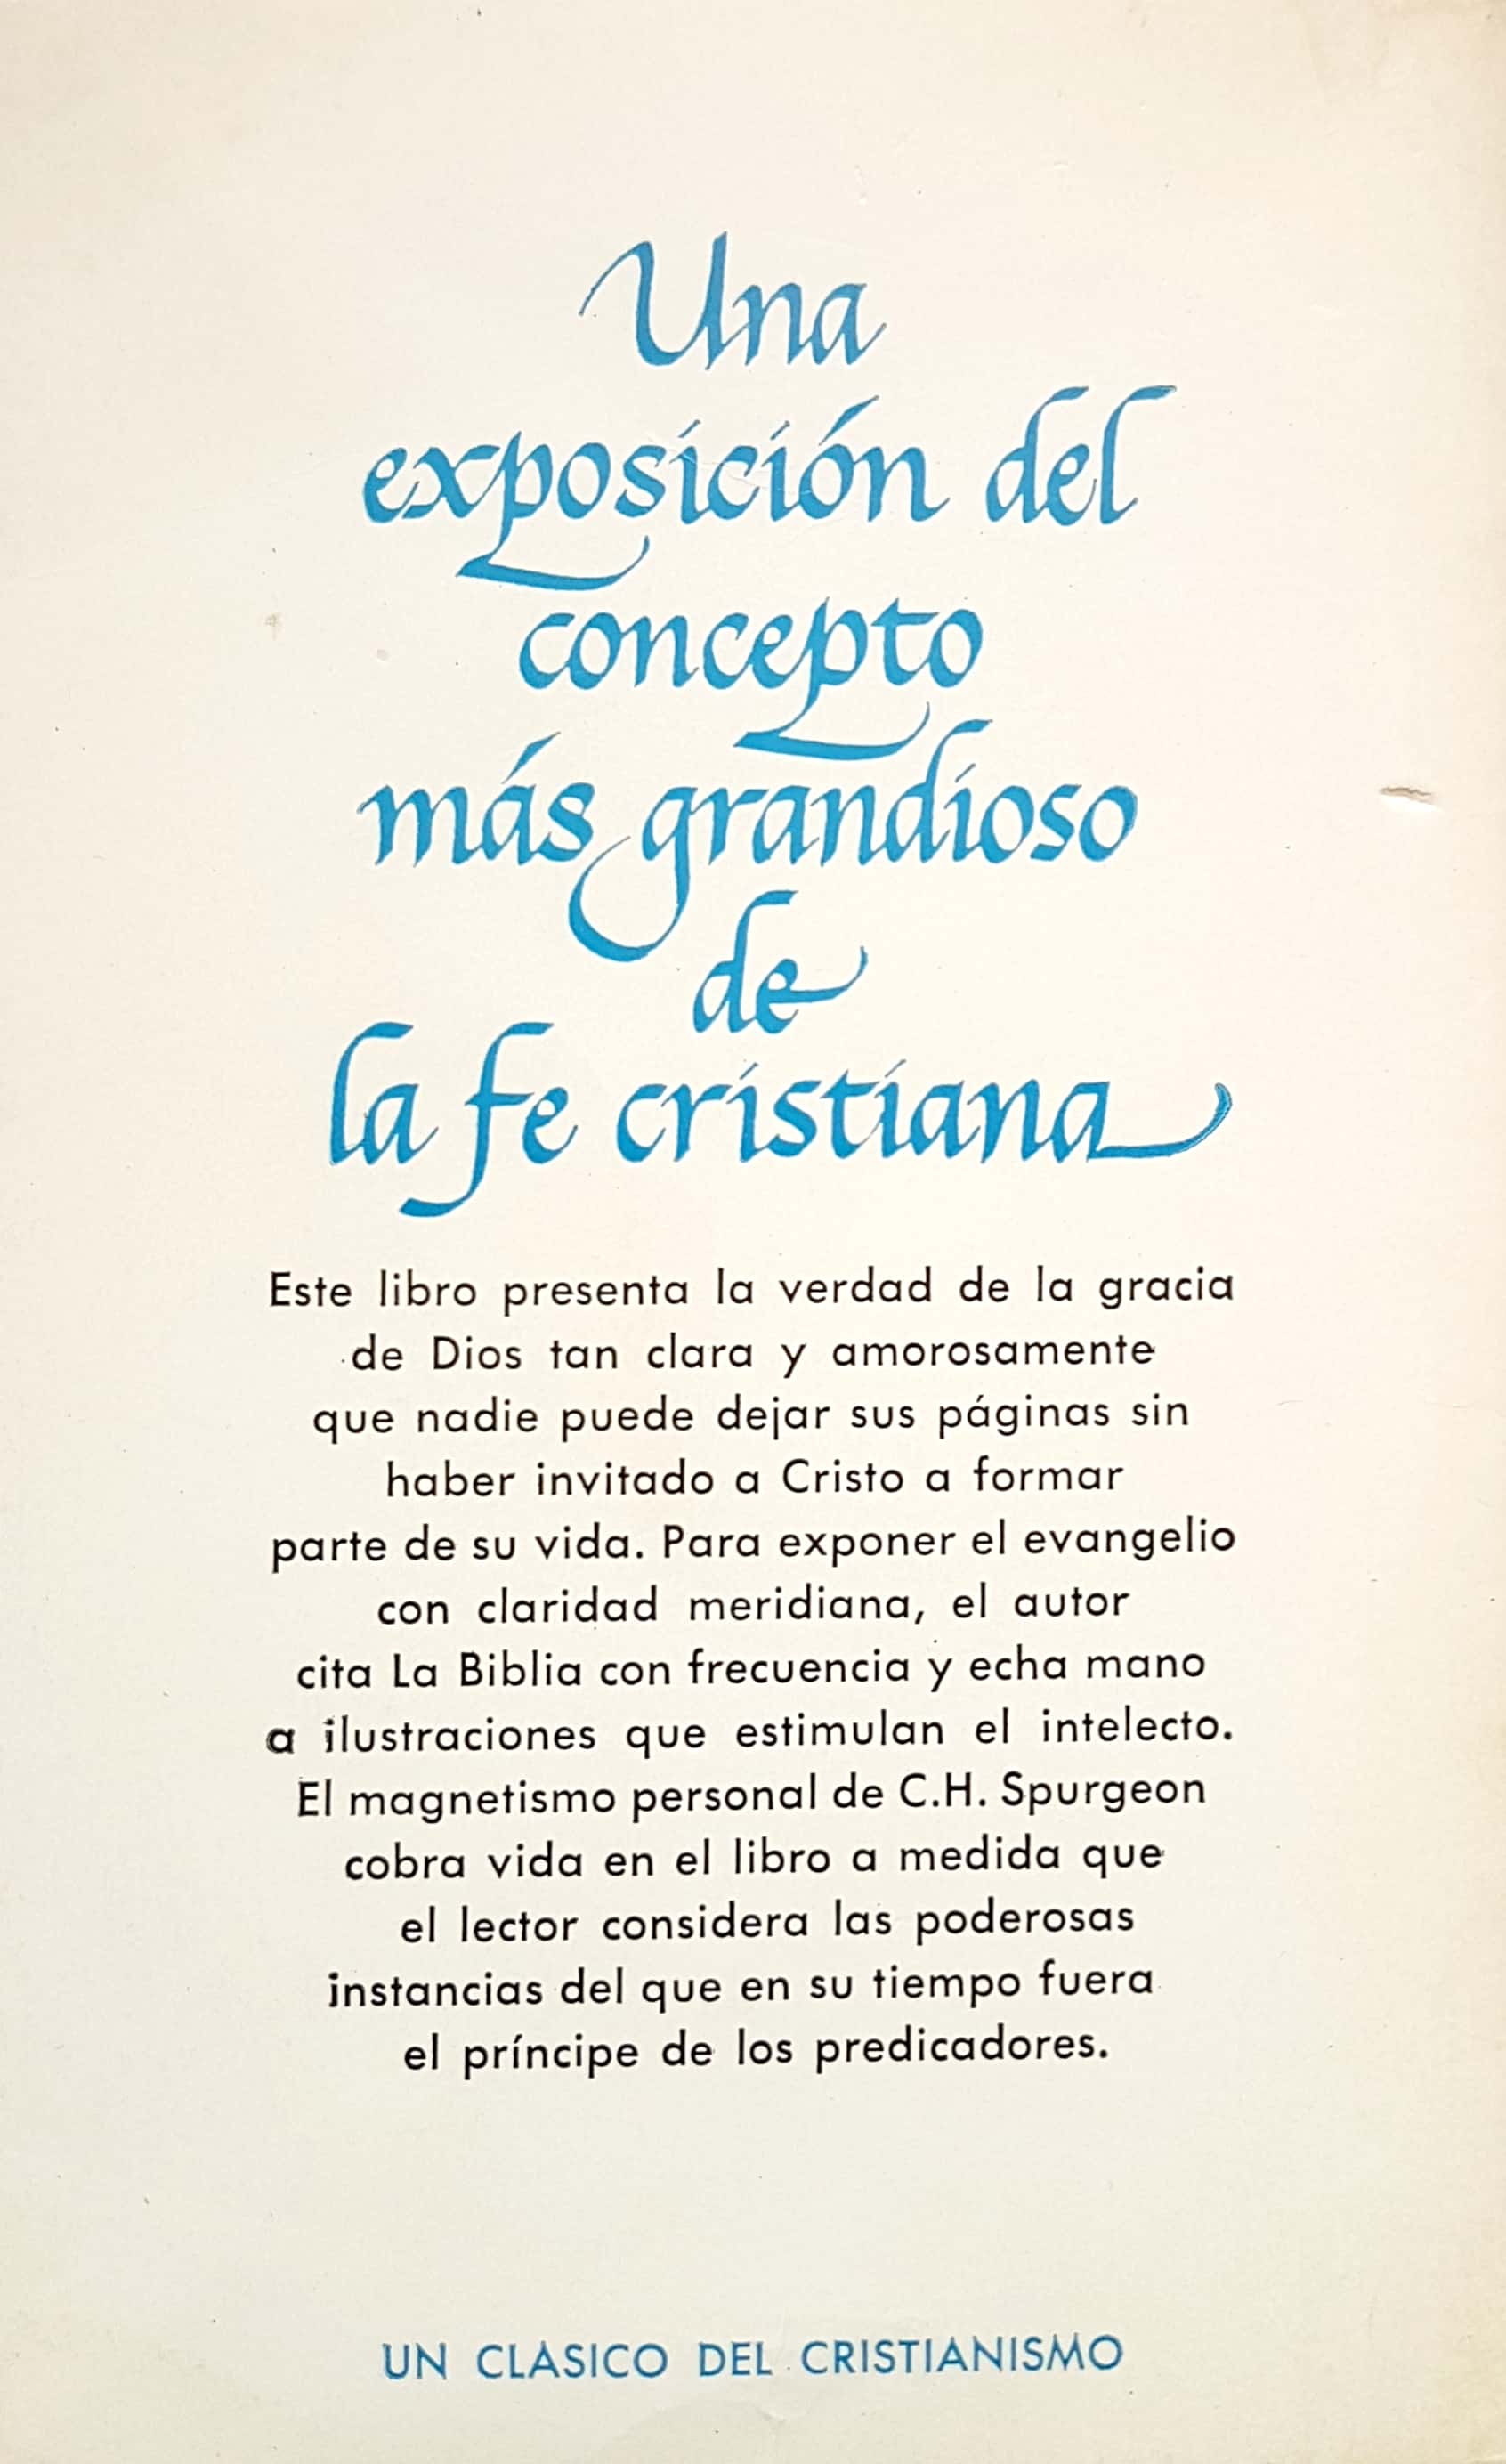 Una
exposición del
concepto
más grandioso
de
la fe cristiana
Este libro presenta la verdad de la gracia
de Dios tan clara y amorosamente
que nadie puede dejar sus páginas sin
haber invitado a Cristo a formar
parte de su vida. Para exponer el evangelio
con claridad meridiana, el autor
cita La Biblia con frecuencia y echa mano
a ilustraciones que estimulan el intelecto.
El magnetismo personal de C.H. Spurgeon
cobra vida en el libro a medida que
el lector considera las poderosas
instancias del que en su tiempo fuera
el príncipe de los predicadores.
UN CLASICO DEL CRISTIANISMO